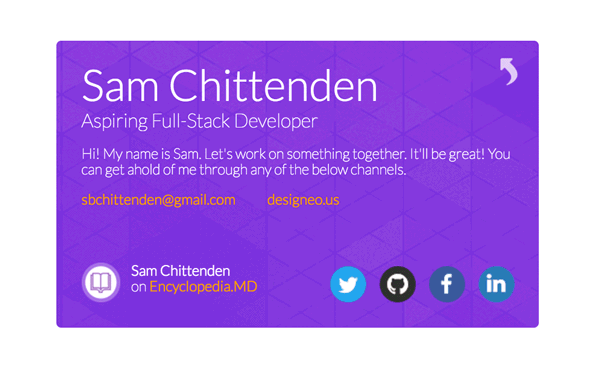 Sam Chittenden
Aspiring Full-Stack Developer
Hi! My name is Sam. Let's work on something together. It'll be great! You
can get ahold of me through any of the below channels.
sbchittenden@gmail.com designeo.us
Sam Chittenden
on Encyclopedia.MD
in